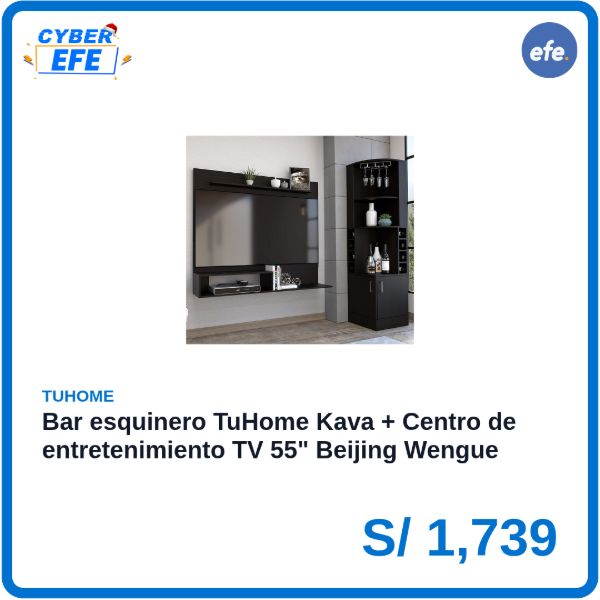 CYBER
EFE
efe.
TUHOME
Bar esquinero TuHome Kava + Centro de
entretenimiento TV 55" Beijing Wengue
S/ 1,739